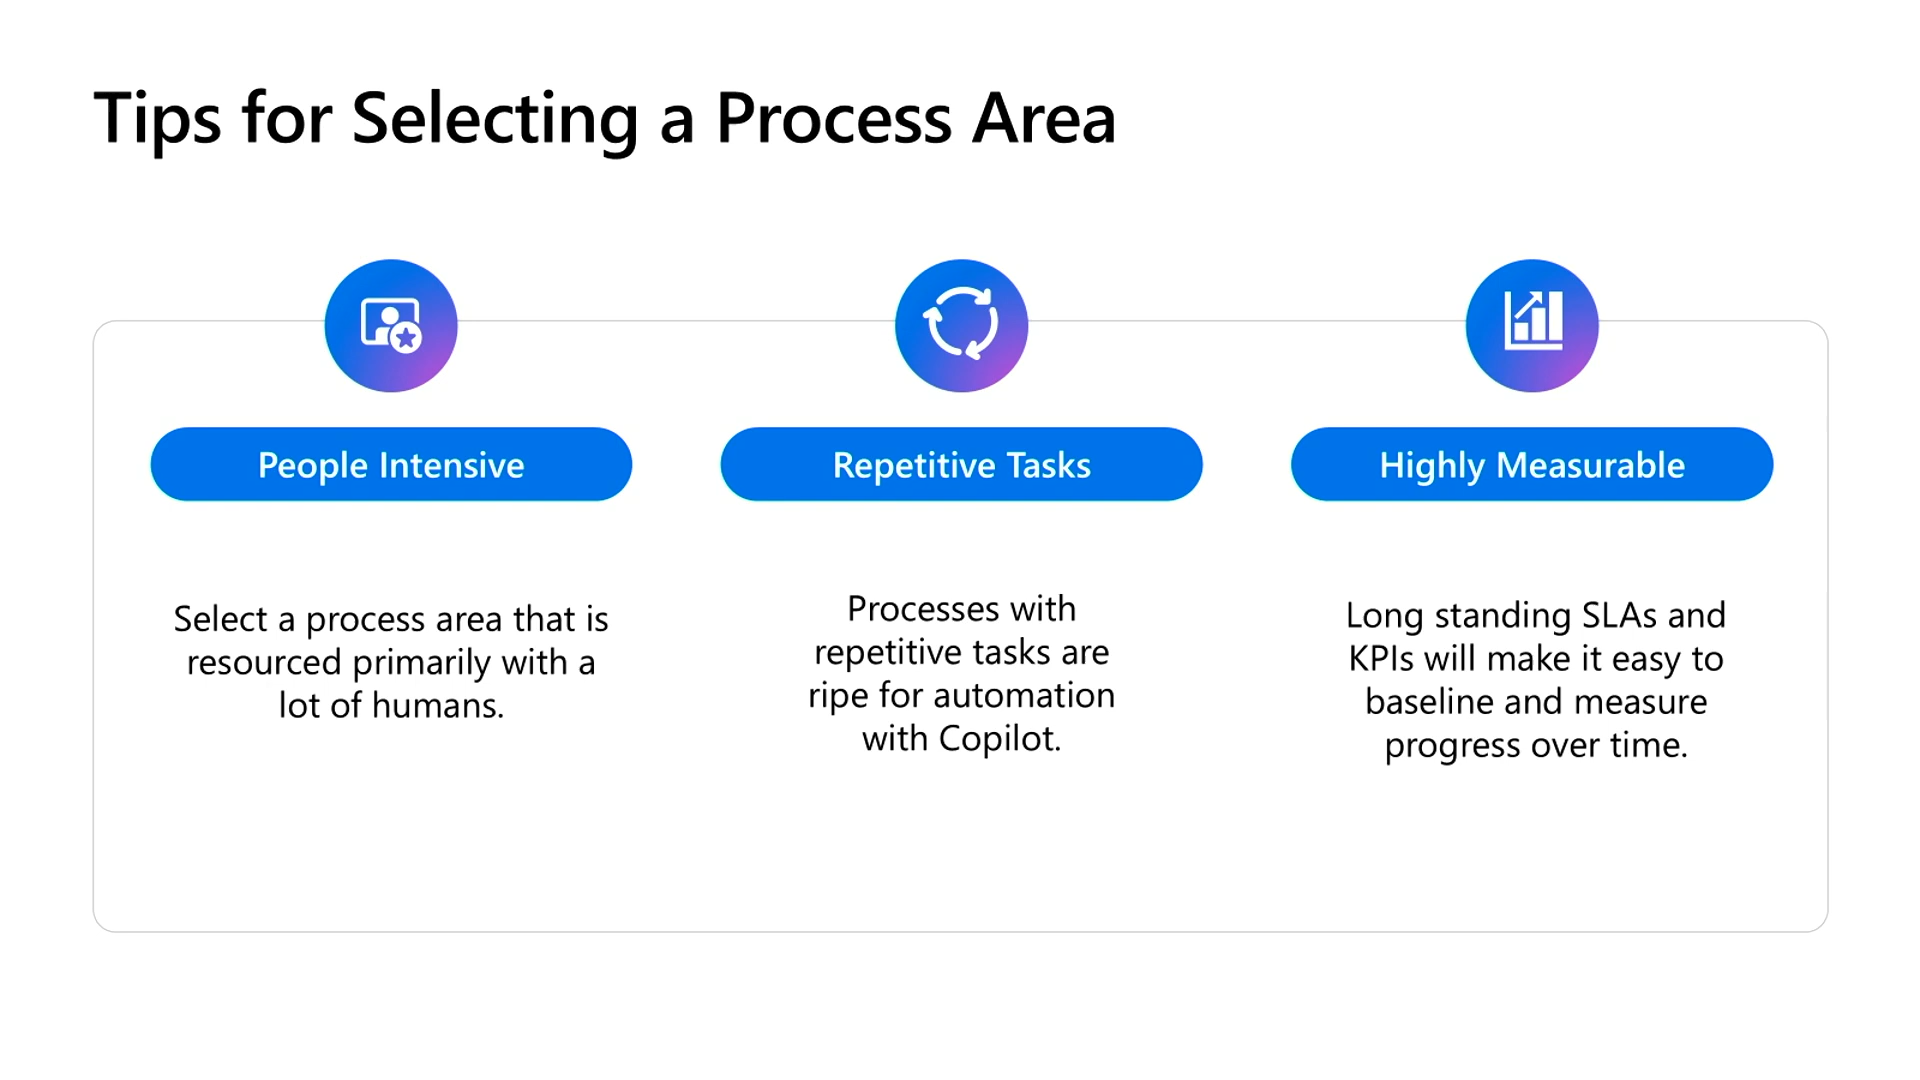 Tips for Selecting a Process Area
People Intensive
Select a process area that is
resourced primarily with a
lot of humans.
Repetitive Tasks
Processes with
repetitive tasks are
ripe for automation
with Copilot.
Highly Measurable
Long standing SLAs and
KPIs will make it easy to
baseline and measure
progress over time.